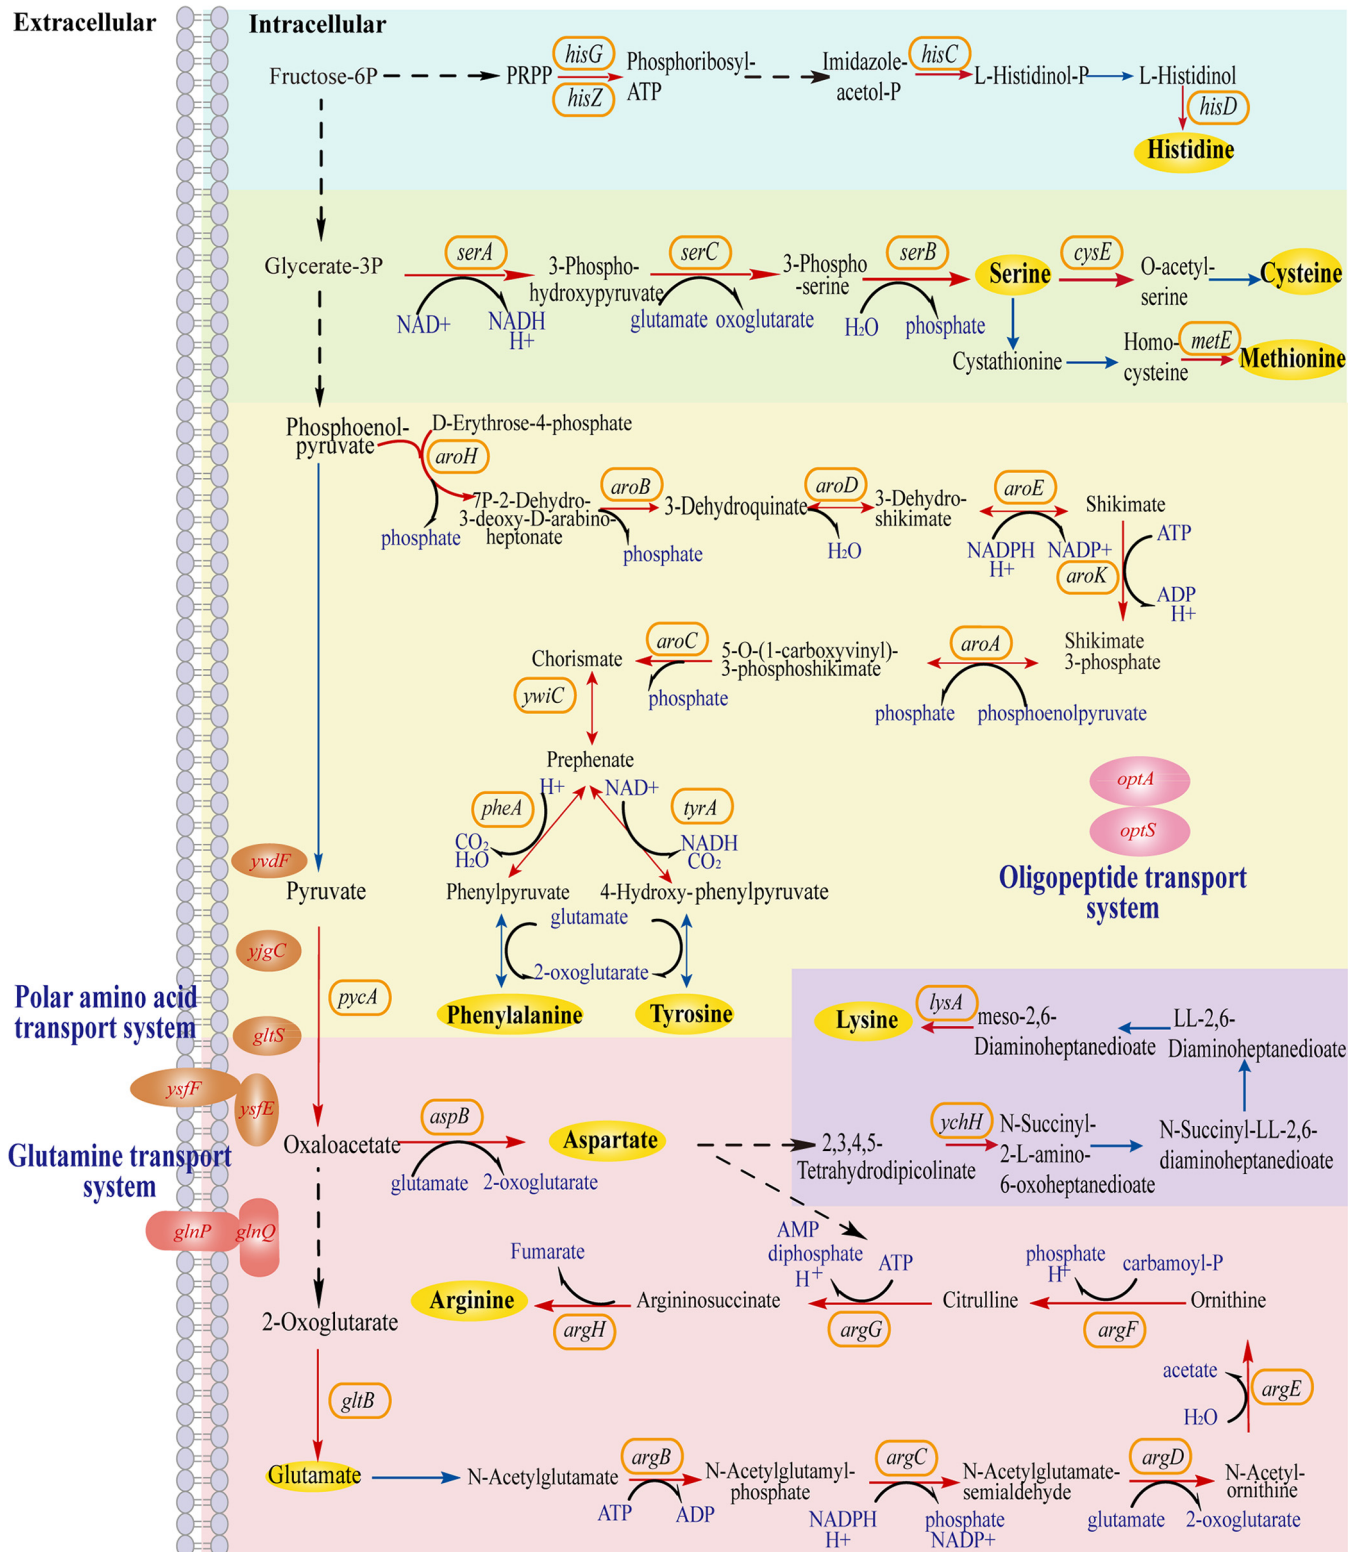 Extracellular
Intracellular
Fructose-6P
PRPP
hisG
hisZ
Phosphoribosyl-
ATP
Imidazole-
acetol-P
hisC
L-Histidinol-P
L-Histidinol
hisD
Histidine
Glycerate-3P
serA
NAD+
NADH
H+
3-Phospho-
hydroxypyruvate
serC
glutamate
oxoglutarate
3-Phospho
-serine
serB
H₂O
phosphate
Serine
cysE
O-acetyl-
serine
Cysteine
Cystathionine
Homo-
cysteine
metE
Methionine
Phosphoenol-
pyruvate
D-Erythrose-4-phosphate
aroH
phosphate
7P-2-Dehydro-
3-deoxy-D-arabino-
heptonate
aroB
phosphate
3-Dehydroquinate
aroD
H₂O
3-Dehydro-
shikimate
aroE
NADPH
H+
NADP+
Shikimate
aroK
ATP
ADP
H+
Shikimate
3-phosphate
aroA
phosphate
phosphoenolpyruvate
5-O-(1-carboxyvinyl)-
3-phosphoshikimate
aroC
phosphate
Chorismate
ywiC
Prephenate
H+
NAD+
pheA
tyrA
CO₂
H₂O
NADH
CO₂
Phenylpyruvate
4-Hydroxy-phenylpyruvate
glutamate
2-oxoglutarate
Phenylalanine
Tyrosine
optA
optS
Oligopeptide transport
system
yvdF
Pyruvate
yjgC
pycA
Polar amino acid
transport system
gltS
ysfF
ysfE
Glutamine transport
system
glnP
glnQ
Lysine
lysA
meso-2,6-
Diaminoheptanedioate
LL-2,6-
Diaminoheptanedioate
Oxaloacetate
aspB
glutamate
2-oxoglutarate
Aspartate
2,3,4,5-
Tetrahydrodipicolinate
ychH
N-Succinyl-
2-L-amino-
6-oxoheptanedioate
N-Succinyl-LL-2,6-
diaminoheptanedioate
Arginine
Fumarate
argH
Argininosuccinate
AMP
diphosphate
H+
ATP
argG
Citrulline
phosphate
H+
carbamoyl-P
argF
Ornithine
2-Oxoglutarate
gltB
acetate
H₂O
argE
Glutamate
N-Acetylglutamate
argB
ATP
ADP
N-Acetylglutamyl-
phosphate
argC
NADPH
H+
phosphate
NADP+
N-Acetylglutamate-
semialdehyde
argD
glutamate
2-oxoglutarate
N-Acetyl-
ornithine